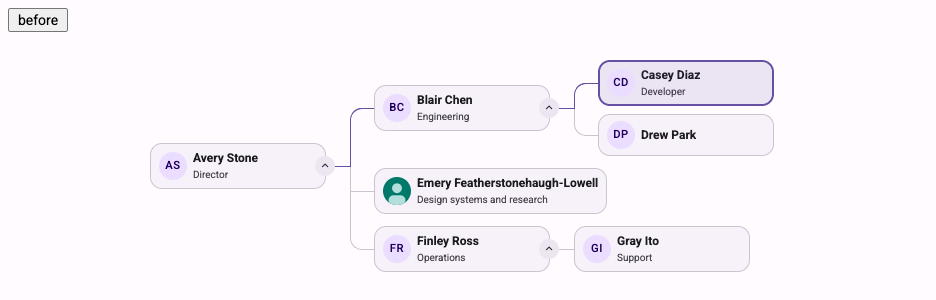 before
AS
Avery Stone
Director
BC
Blair Chen
Engineering
CD
Casey Diaz
Developer
DP
Drew Park
Emery Featherstonehaugh-Lowell
Design systems and research
FR
Finley Ross
Operations
GI
Gray Ito
Support